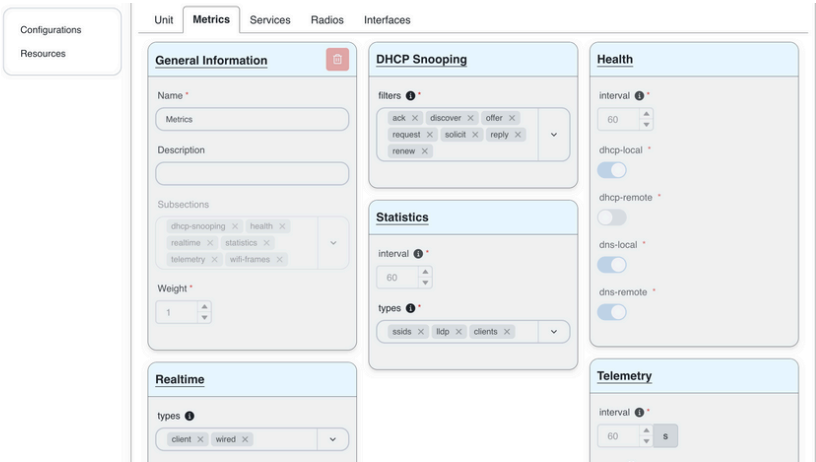 Configurations
Resources
Unit
Metrics
Services
Radios
Interfaces
General Information
Name *
Metrics
Description
Subsections
dhcp-snooping × health ×
realtime × statistics ×
telemetry × wifi-frames ×
Weight *
1
Realtime
types
client × wired ×
DHCP Snooping
filters *
ack × discover × offer ×
request × solicit × reply ×
renew ×
Statistics
interval *
60
types *
ssids × lldp × clients ×
Health
interval *
60
dhcp-local *
dhcp-remote *
dns-local *
dns-remote *
Telemetry
interval *
60 s